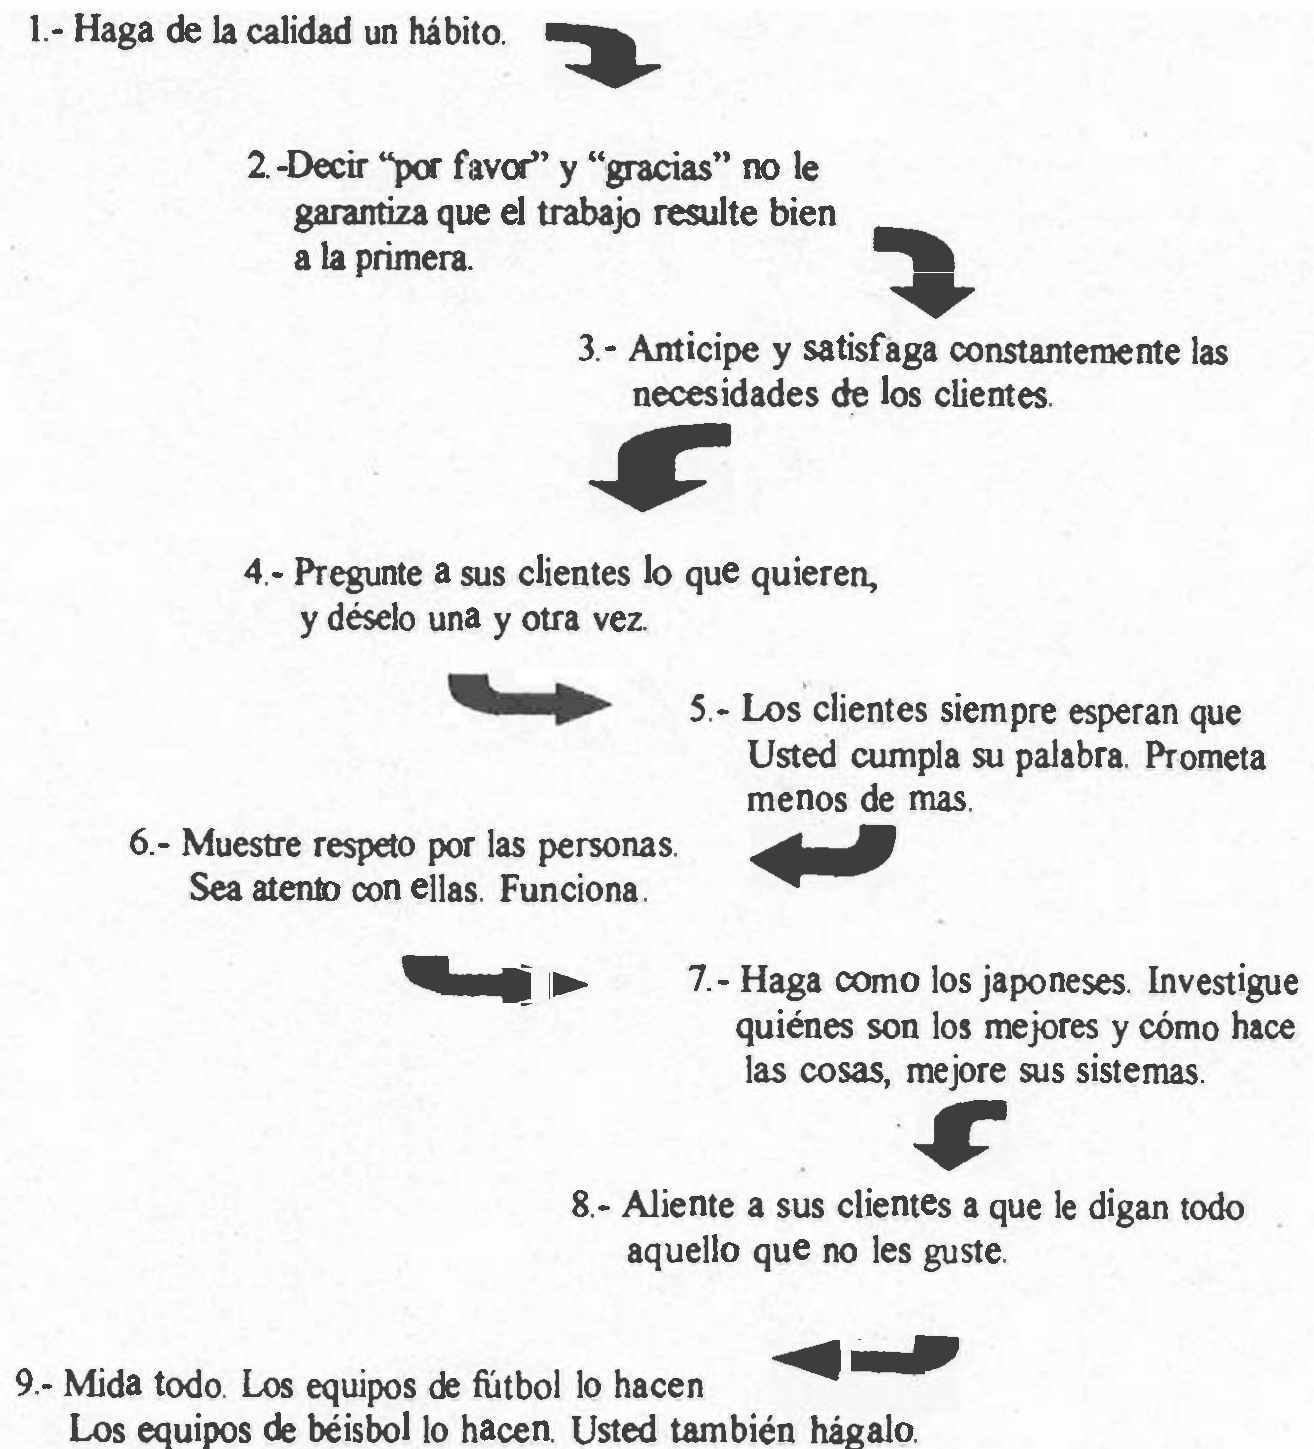 1.- Haga de la calidad un hábito.
2.-Decir “por favor” y “gracias” no le
garantiza que el trabajo resulte bien
a la primera.
3.- Anticipe y satisfaga constantemente las
necesidades de los clientes.
4.- Pregunte a sus clientes lo que quieren,
y déselo una y otra vez.
5.- Los clientes siempre esperan que
Usted cumpla su palabra. Prometa
menos de mas.
6.- Muestre respeto por las personas.
Sea atento con ellas. Funciona.
7.- Haga como los japoneses. Investigue
quiénes son los mejores y cómo hace
las cosas, mejore sus sistemas.
8.- Aliente a sus clientes a que le digan todo
aquello que no les guste.
9.- Mida todo. Los equipos de fútbol lo hacen
Los equipos de béisbol lo hacen. Usted también hágalo.